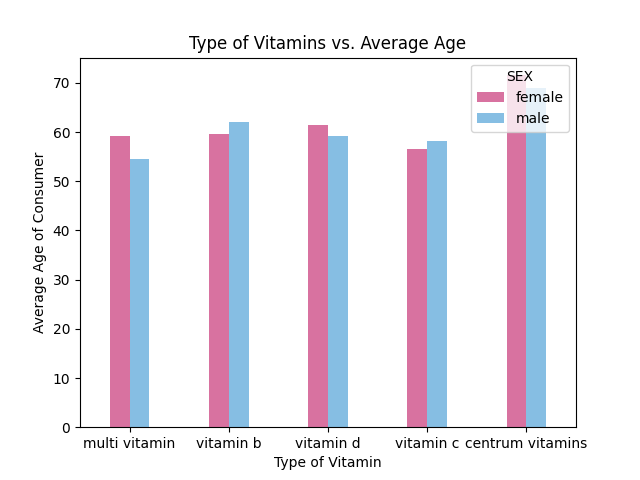 Type of Vitamins vs. Average Age
SEX
female
male
Average Age of Consumer
70
60
50
40
30
20
10
0
multi vitamin vitamin b vitamin d vitamin c centrum vitamins
Type of Vitamin